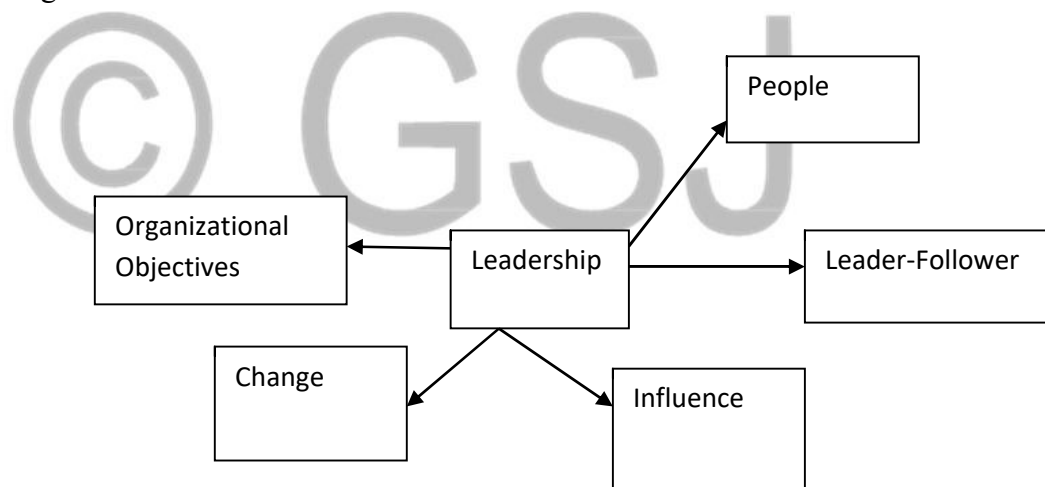 © GSJ
People
Organizational
Objectives
Leadership
Leader-Follower
Change
Influence